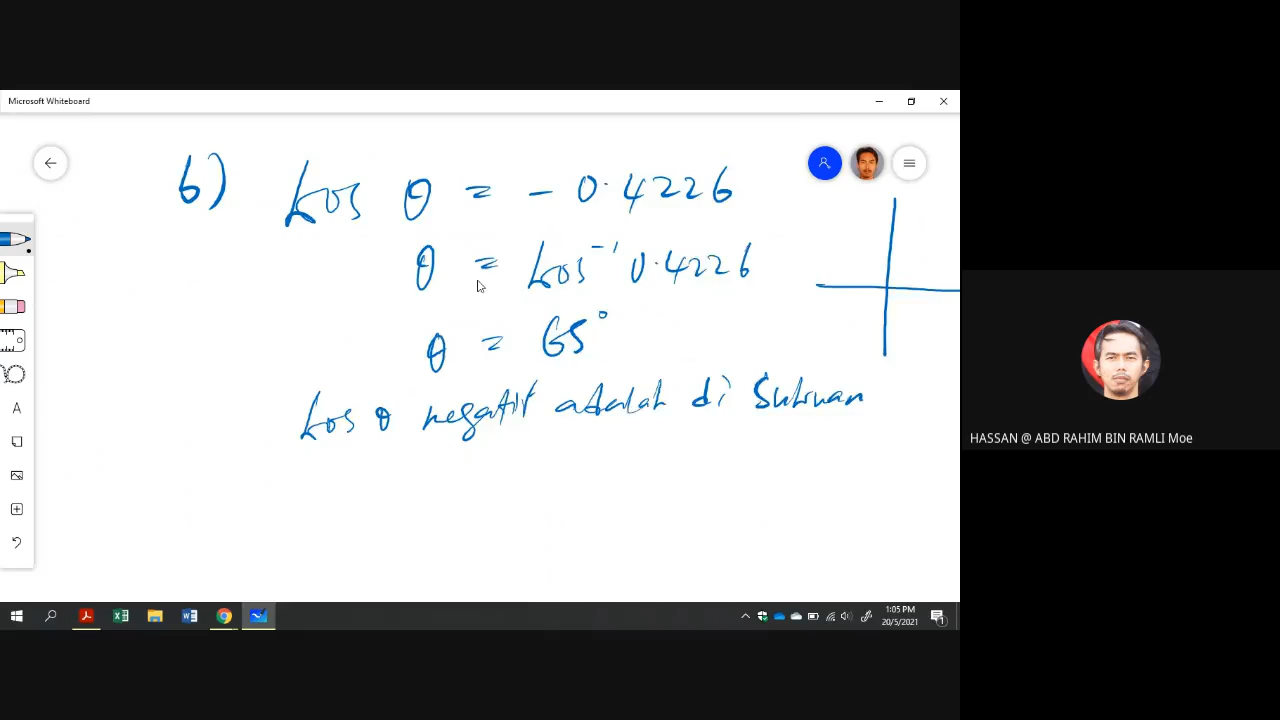 Microsoft Whiteboard
b) kos θ = - 0.4226
θ = kos⁻¹ 0.4226
θ = 65°
kos θ negatif adalah di Sukuan
HASSAN @ ABD RAHIM BIN RAMLI Moe
A
1:05 PM
20/5/2021
1